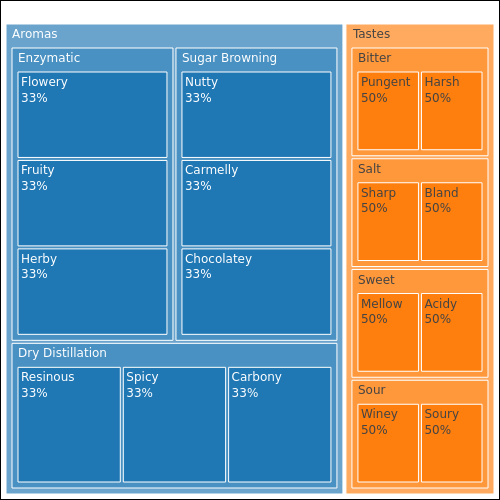 Aromas
Enzymatic
Flowery
33%
Fruity
33%
Herby
33%
Sugar Browning
Nutty
33%
Carmelly
33%
Chocolatey
33%
Dry Distillation
Resinous
33%
Spicy
33%
Carbony
33%
Tastes
Bitter
Pungent
50%
Harsh
50%
Salt
Sharp
50%
Bland
50%
Sweet
Mellow
50%
Acidy
50%
Sour
Winey
50%
Soury
50%